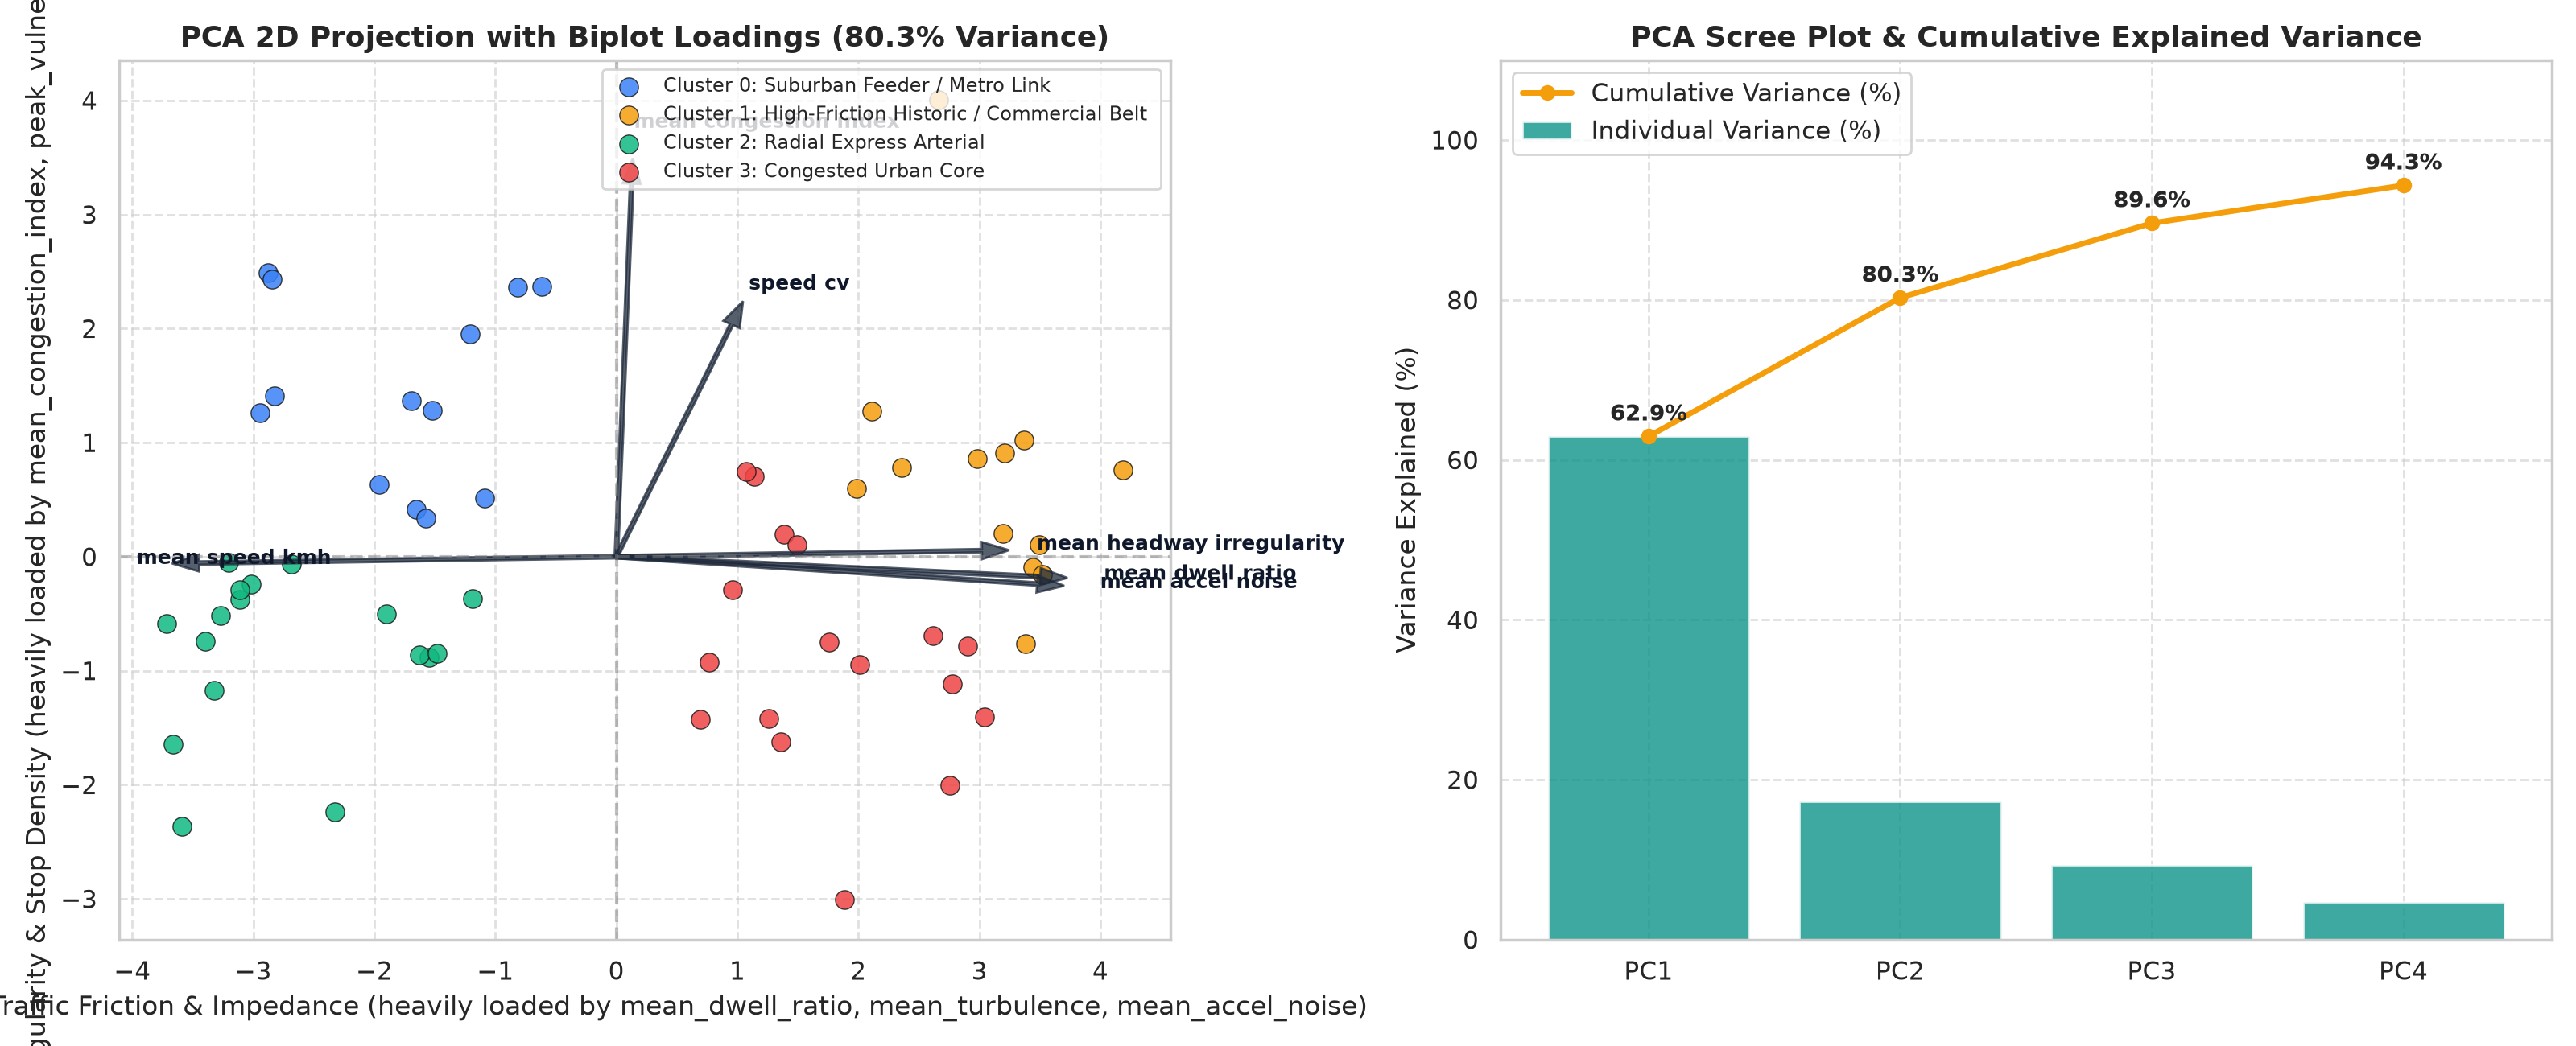 PCA 2D Projection with Biplot Loadings (80.3% Variance)
Cluster 0: Suburban Feeder / Metro Link
Cluster 1: High-Friction Historic / Commercial Belt
Cluster 2: Radial Express Arterial
Cluster 3: Congested Urban Core
mean congestion index
speed cv
mean headway irregularity
mean speed kmh
mean dwell ratio
mean accel noise
4
3
2
1
0
−1
−2
−3
−4 −3 −2 −1 0 1 2 3 4
Traffic Friction & Impedance (heavily loaded by mean_dwell_ratio, mean_turbulence, mean_accel_noise)
& Stop Density (heavily loaded by mean_congestion_index,
PCA Scree Plot & Cumulative Explained Variance
Cumulative Variance (%)
Individual Variance (%)
62.9%
80.3%
89.6%
94.3%
Variance Explained (%)
100
80
60
40
20
0
PC1 PC2 PC3 PC4